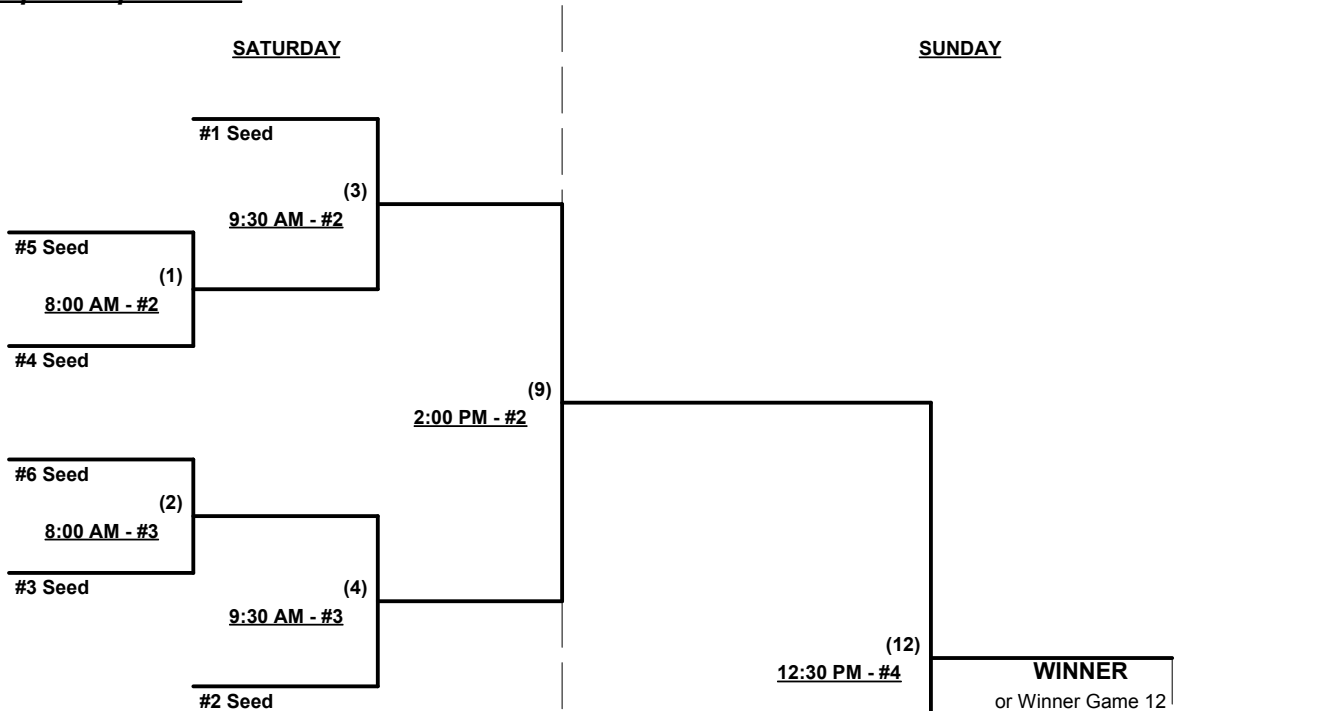 SATURDAY
SUNDAY
#1 Seed
(3)
9:30 AM - #2
#5 Seed
(1)
8:00 AM - #2
#4 Seed
(9)
2:00 PM - #2
#6 Seed
(2)
8:00 AM - #3
#3 Seed
(4)
9:30 AM - #3
(12)
12:30 PM - #4
WINNER
#2 Seed
or Winner Game 12